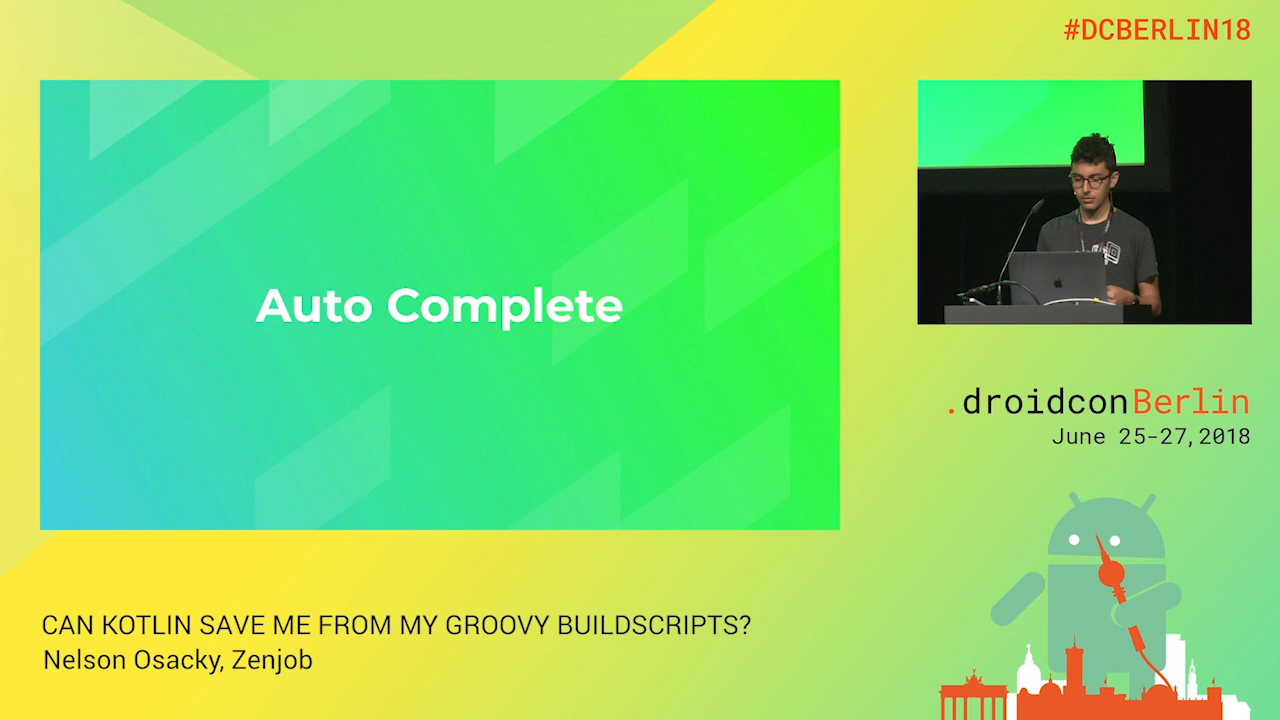 #DCBERLIN18
Auto Complete
.droidconBerlin
June 25-27, 2018
CAN KOTLIN SAVE ME FROM MY GROOVY BUILDSCRIPTS?
Nelson Osacky, Zenjob